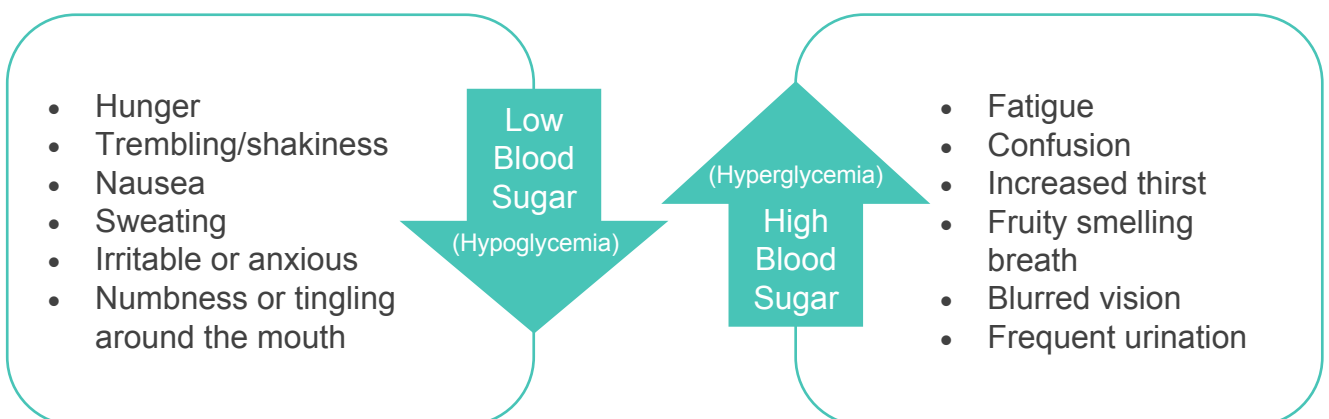 • Hunger
• Trembling/shakiness
• Nausea
• Sweating
• Irritable or anxious
• Numbness or tingling
around the mouth
Low
Blood
Sugar
(Hypoglycemia)
(Hyperglycemia)
High
Blood
Sugar
• Fatigue
• Confusion
• Increased thirst
• Fruity smelling
breath
• Blurred vision
• Frequent urination